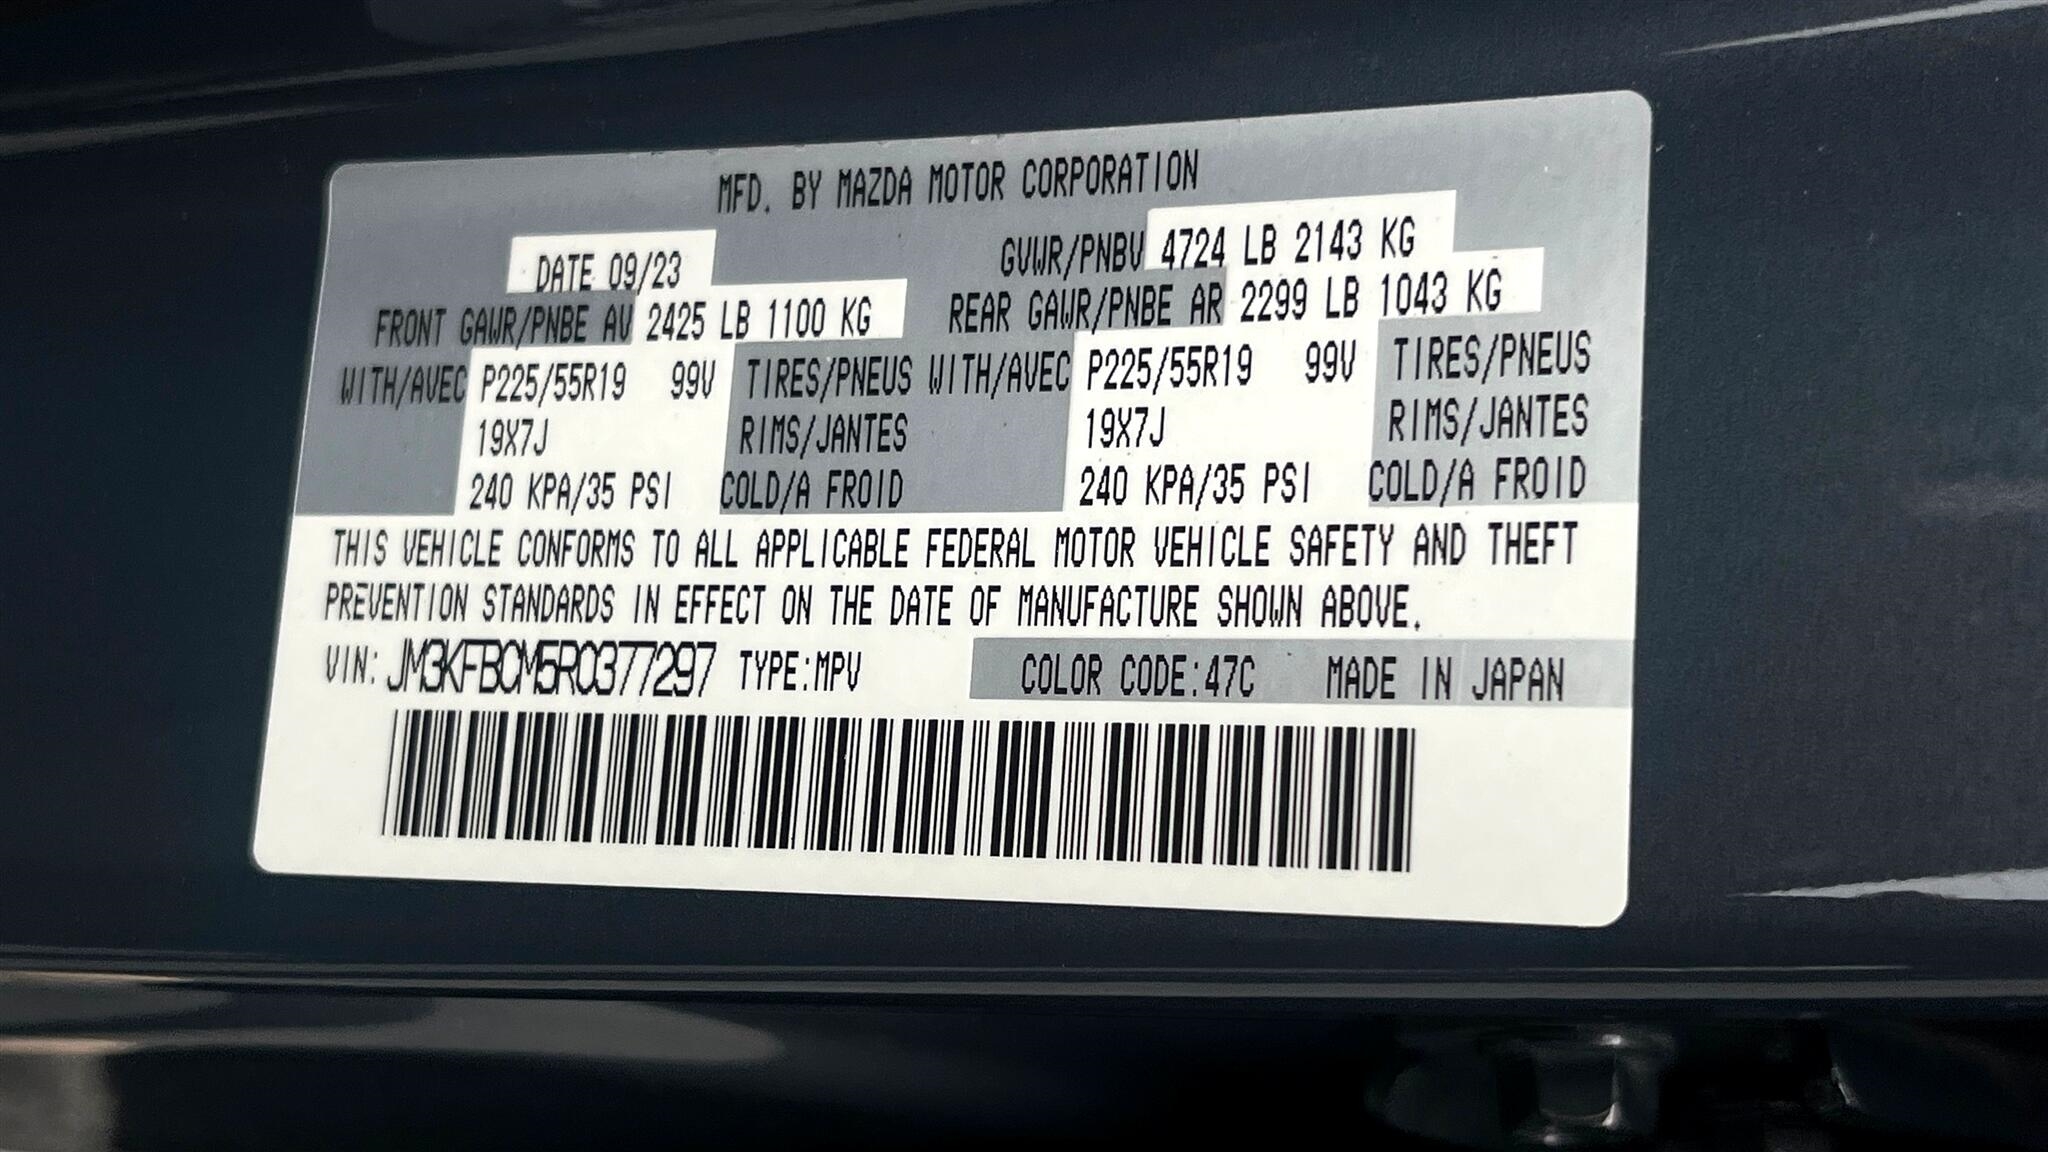 MFD. BY MAZDA MOTOR CORPORATION
DATE 09/23 GVWR/PNBV 4724 LB 2143 KG
FRONT GAWR/PNBE AV 2425 LB 1100 KG REAR GAWR/PNBE AR 2299 LB 1043 KG
WITH/AVEC P225/55R19 99V TIRES/PNEUS WITH/AVEC P225/55R19 99V TIRES/PNEUS
19X7J RIMS/JANTES 19X7J RIMS/JANTES
240 KPA/35 PSI COLD/A FROID 240 KPA/35 PSI COLD/A FROID
THIS VEHICLE CONFORMS TO ALL APPLICABLE FEDERAL MOTOR VEHICLE SAFETY AND THEFT
PREVENTION STANDARDS IN EFFECT ON THE DATE OF MANUFACTURE SHOWN ABOVE.
VIN: JM3KFBCM5R0377297 TYPE:MPV COLOR CODE:47C MADE IN JAPAN